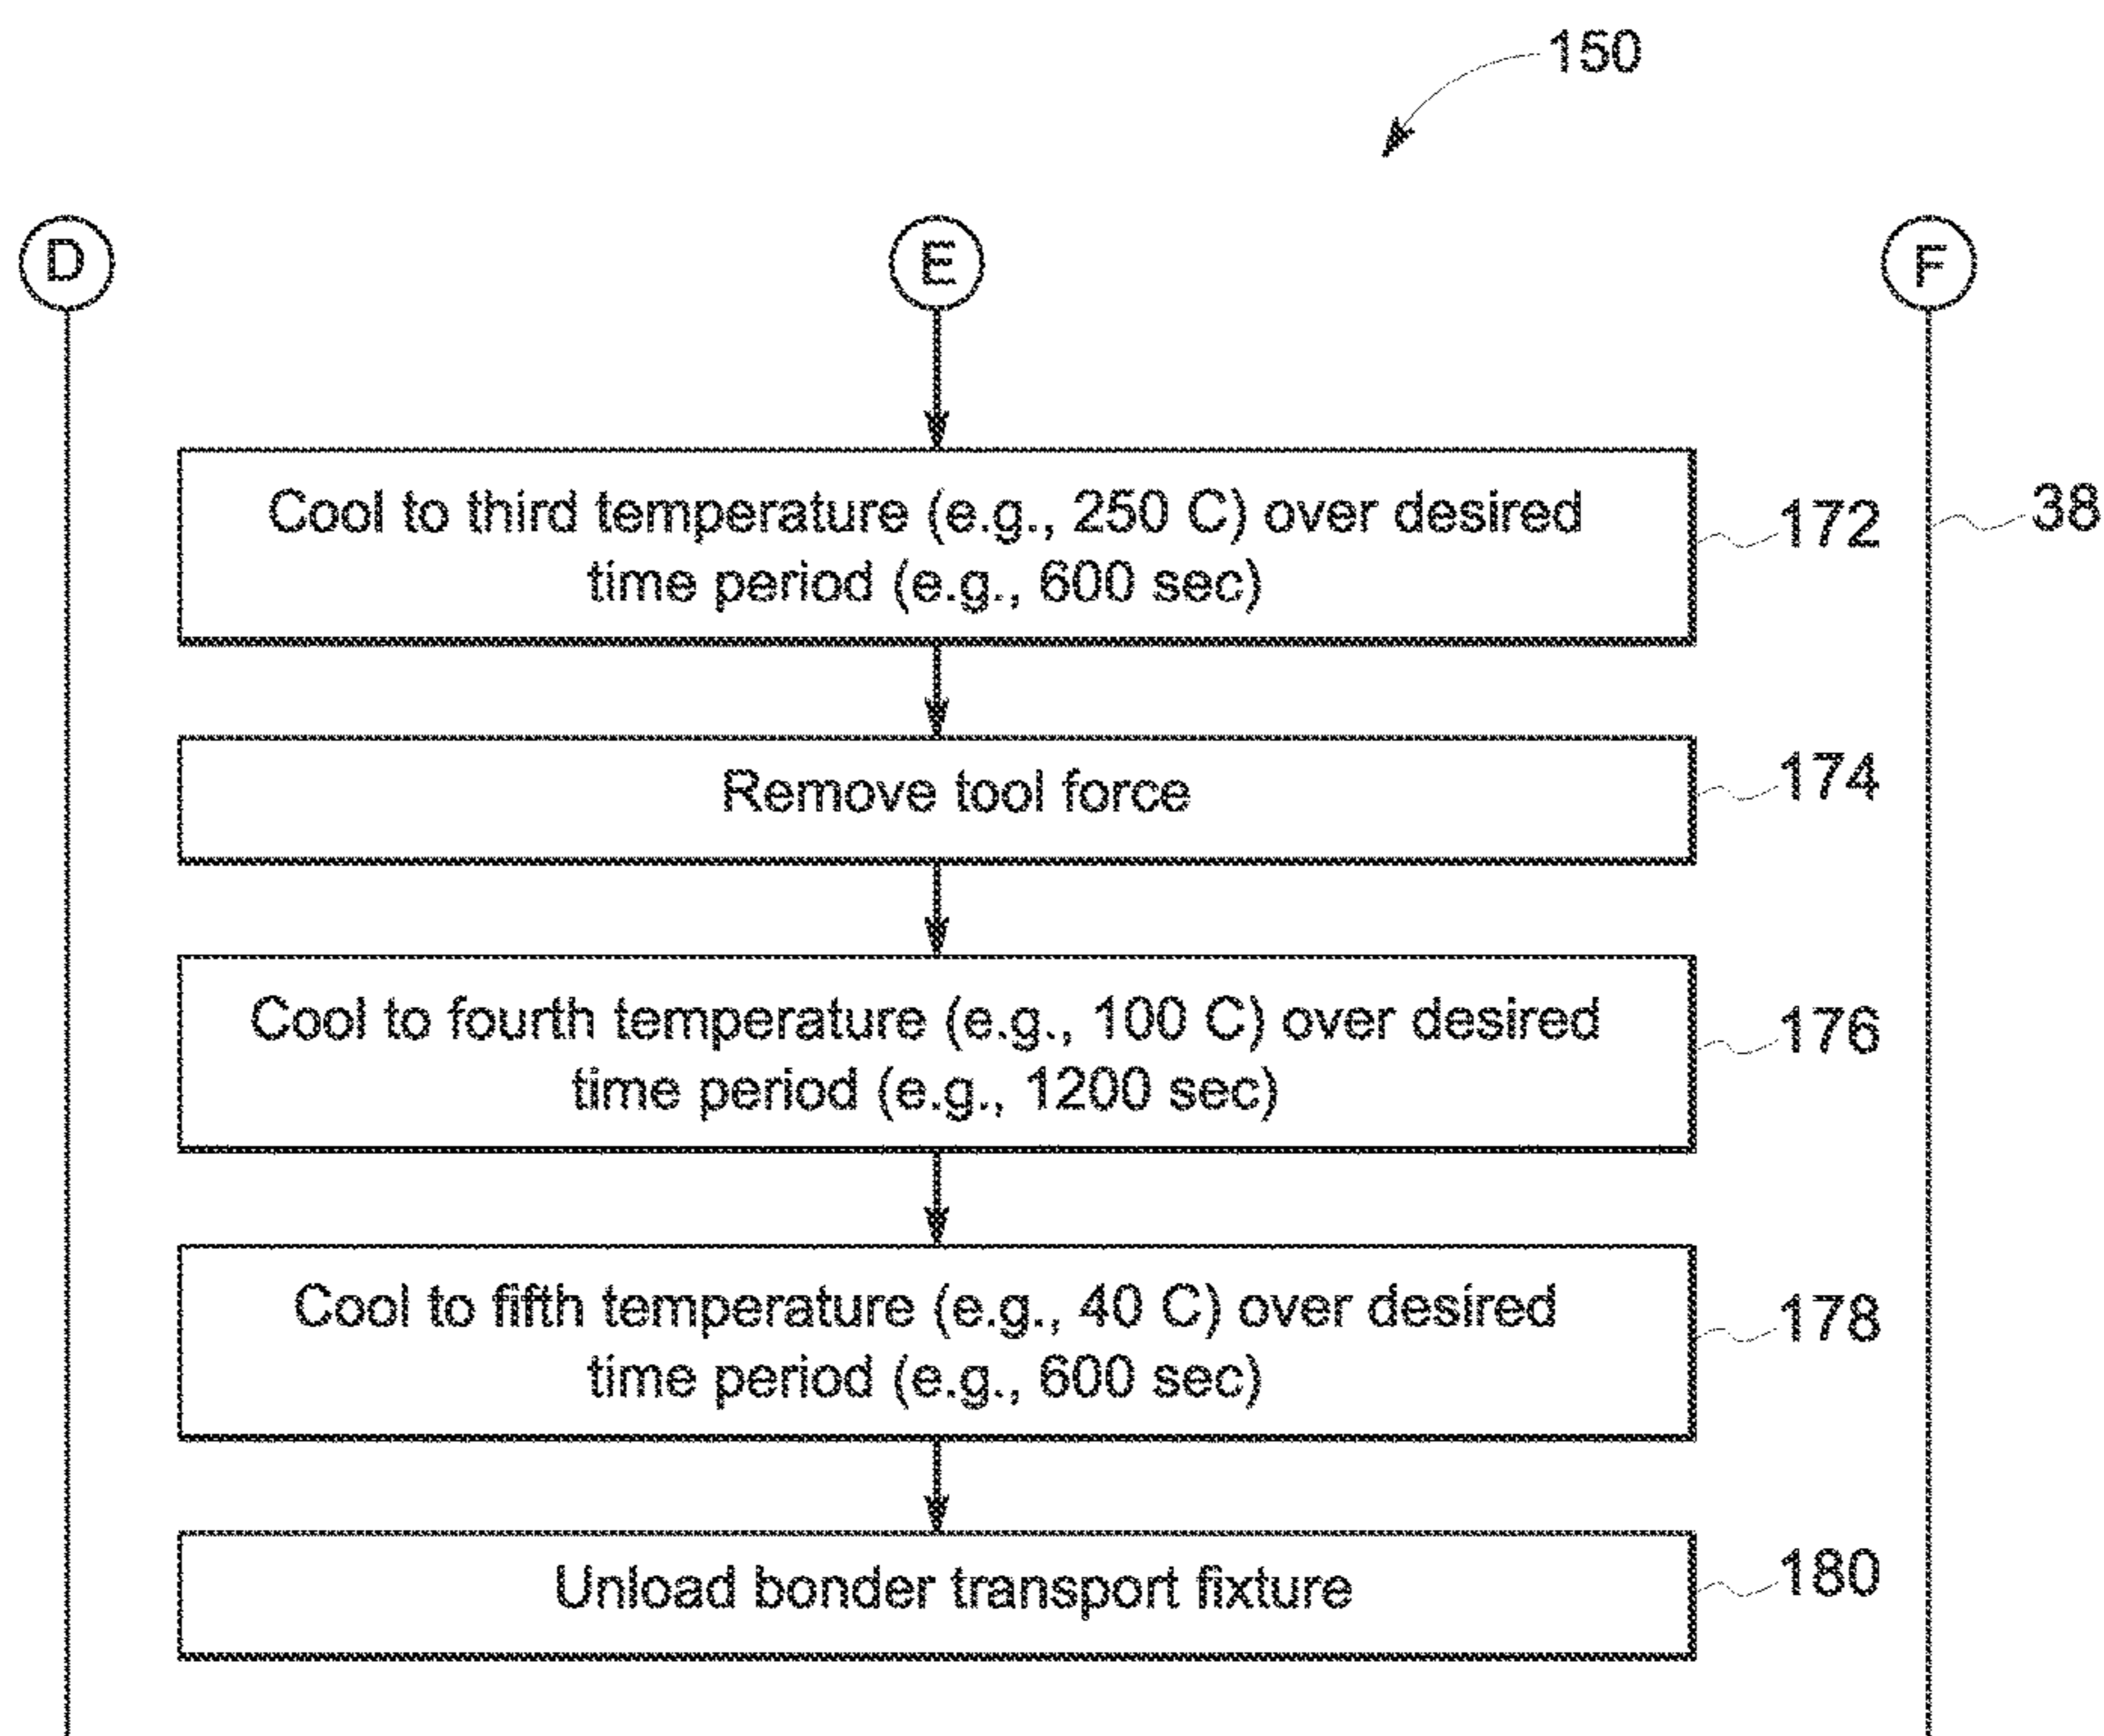 150
D
E
F
Cool to third temperature (e.g., 250 C) over desired
time period (e.g., 600 sec)
172
38
Remove tool force
174
Cool to fourth temperature (e.g., 100 C) over desired
time period (e.g., 1200 sec)
176
Cool to fifth temperature (e.g., 40 C) over desired
time period (e.g., 600 sec)
178
Unload bonder transport fixture
180